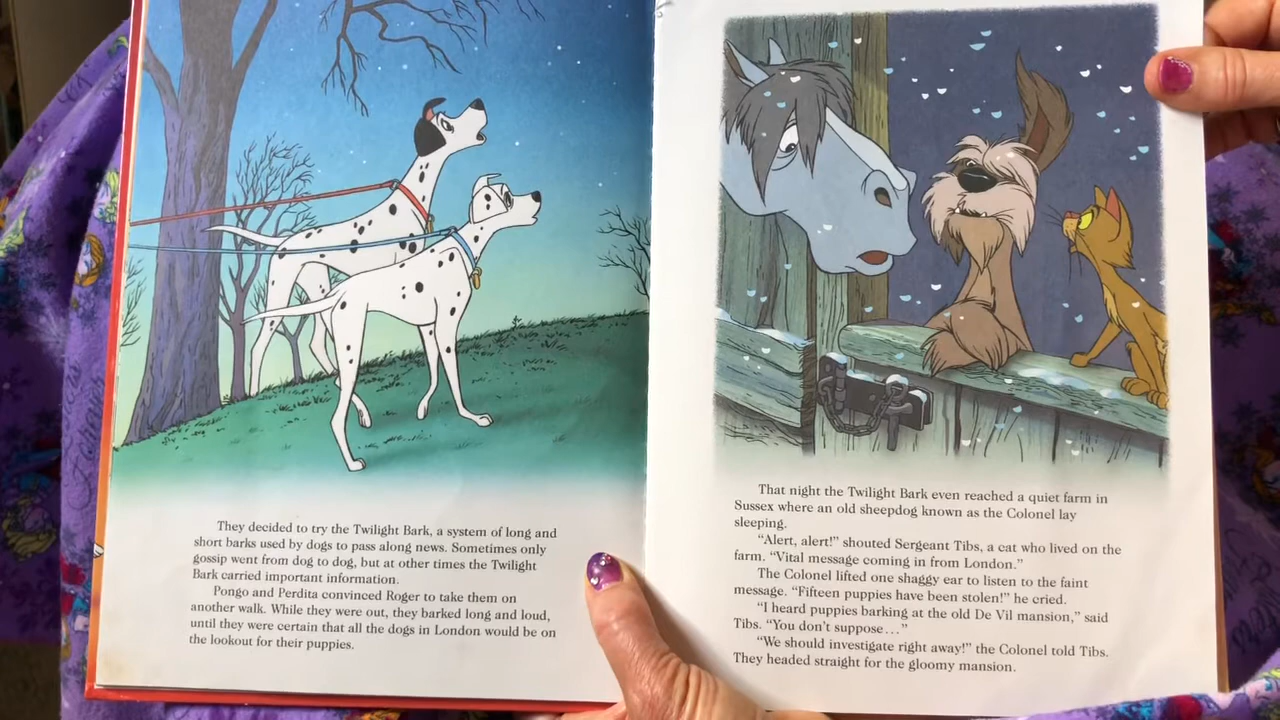 They decided to try the Twilight Bark, a system of long and
short barks used by dogs to pass along news. Sometimes only
gossip went from dog to dog, but at other times the Twilight
Bark carried important information.
Pongo and Perdita convinced Roger to take them on
another walk. While they were out, they barked long and loud,
until they were certain that all the dogs in London would be on
the lookout for their puppies.
That night the Twilight Bark even reached a quiet farm in
Sussex where an old sheepdog known as the Colonel lay
sleeping.
"Alert, alert!" shouted Sergeant Tibs, a cat who lived on the
farm. "Vital message coming in from London."
The Colonel lifted one shaggy ear to listen to the faint
message. "Fifteen puppies have been stolen!" he cried.
"I heard puppies barking at the old De Vil mansion," said
Tibs. "You don't suppose…"
"We should investigate right away!" the Colonel told Tibs.
They headed straight for the gloomy mansion.